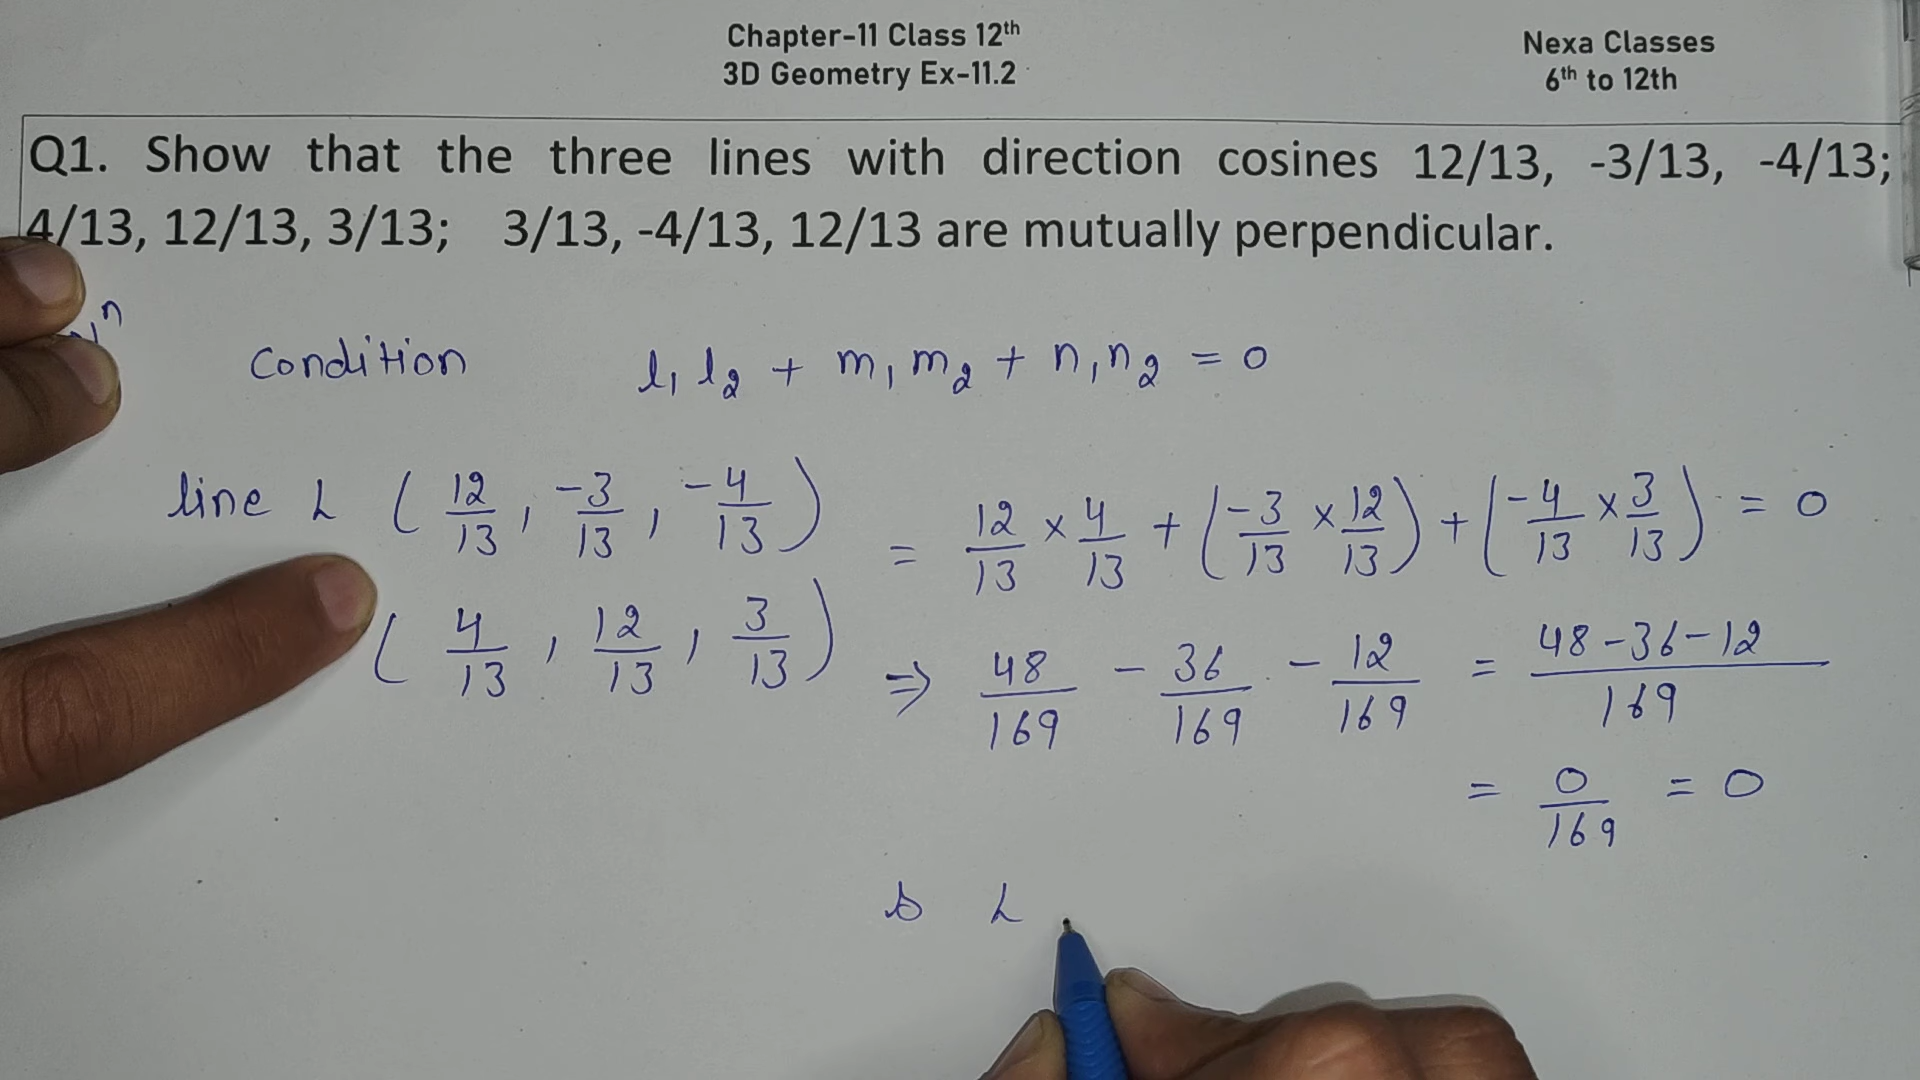 Chapter-11 Class 12th
3D Geometry Ex-11.2
Nexa Classes
6th to 12th
Q1. Show that the three lines with direction cosines 12/13, -3/13, -4/13;
4/13, 12/13, 3/13; 3/13, -4/13, 12/13 are mutually perpendicular.
Condition l₁ l₂ + m₁ m₂ + n₁ n₂ = 0
line L ( 12/13 , -3/13 , -4/13 ) = 12/13 × 4/13 + ( -3/13 × 12/13 ) + ( -4/13 × 3/13 ) = 0
( 4/13 , 12/13 , 3/13 ) ⇒ 48/169 - 36/169 - 12/169 = 48-36-12/169
= 0/169 = 0
L